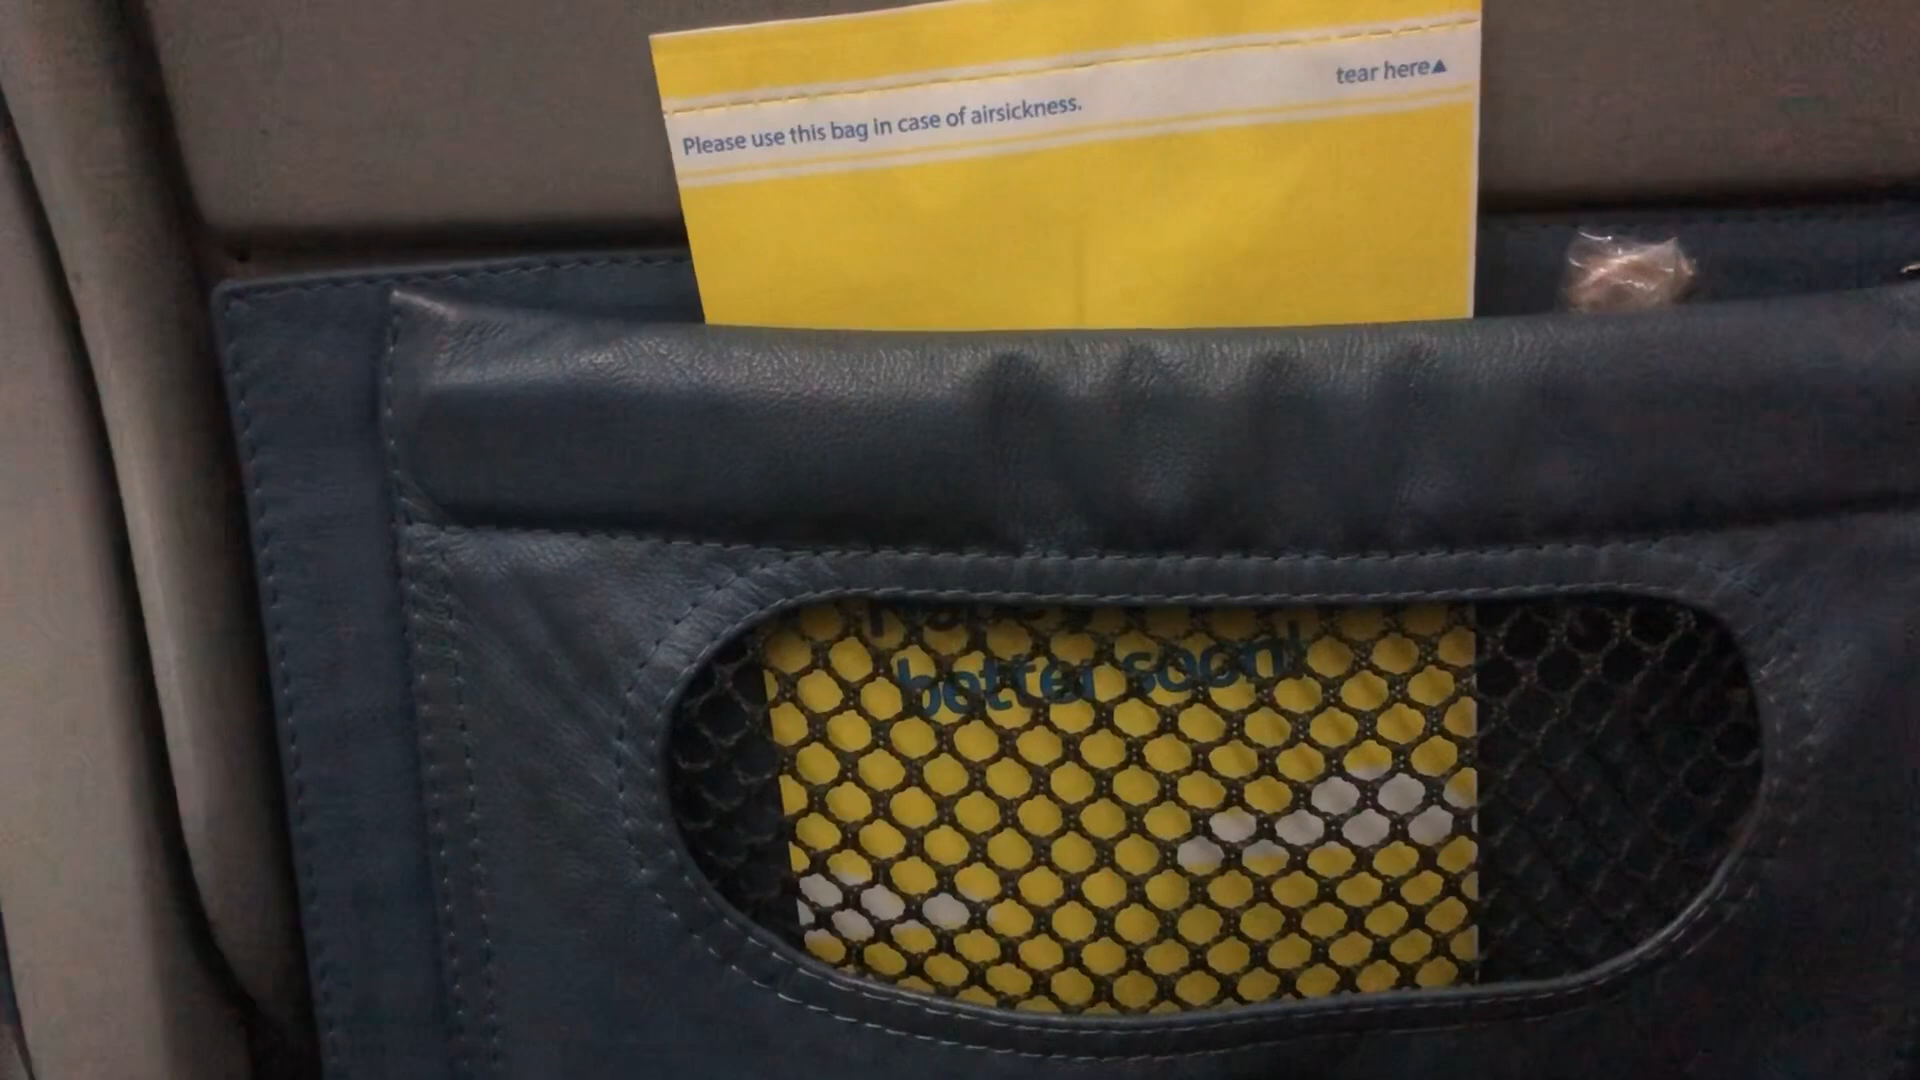 tear here▲
Please use this bag in case of airsickness.
better soon!